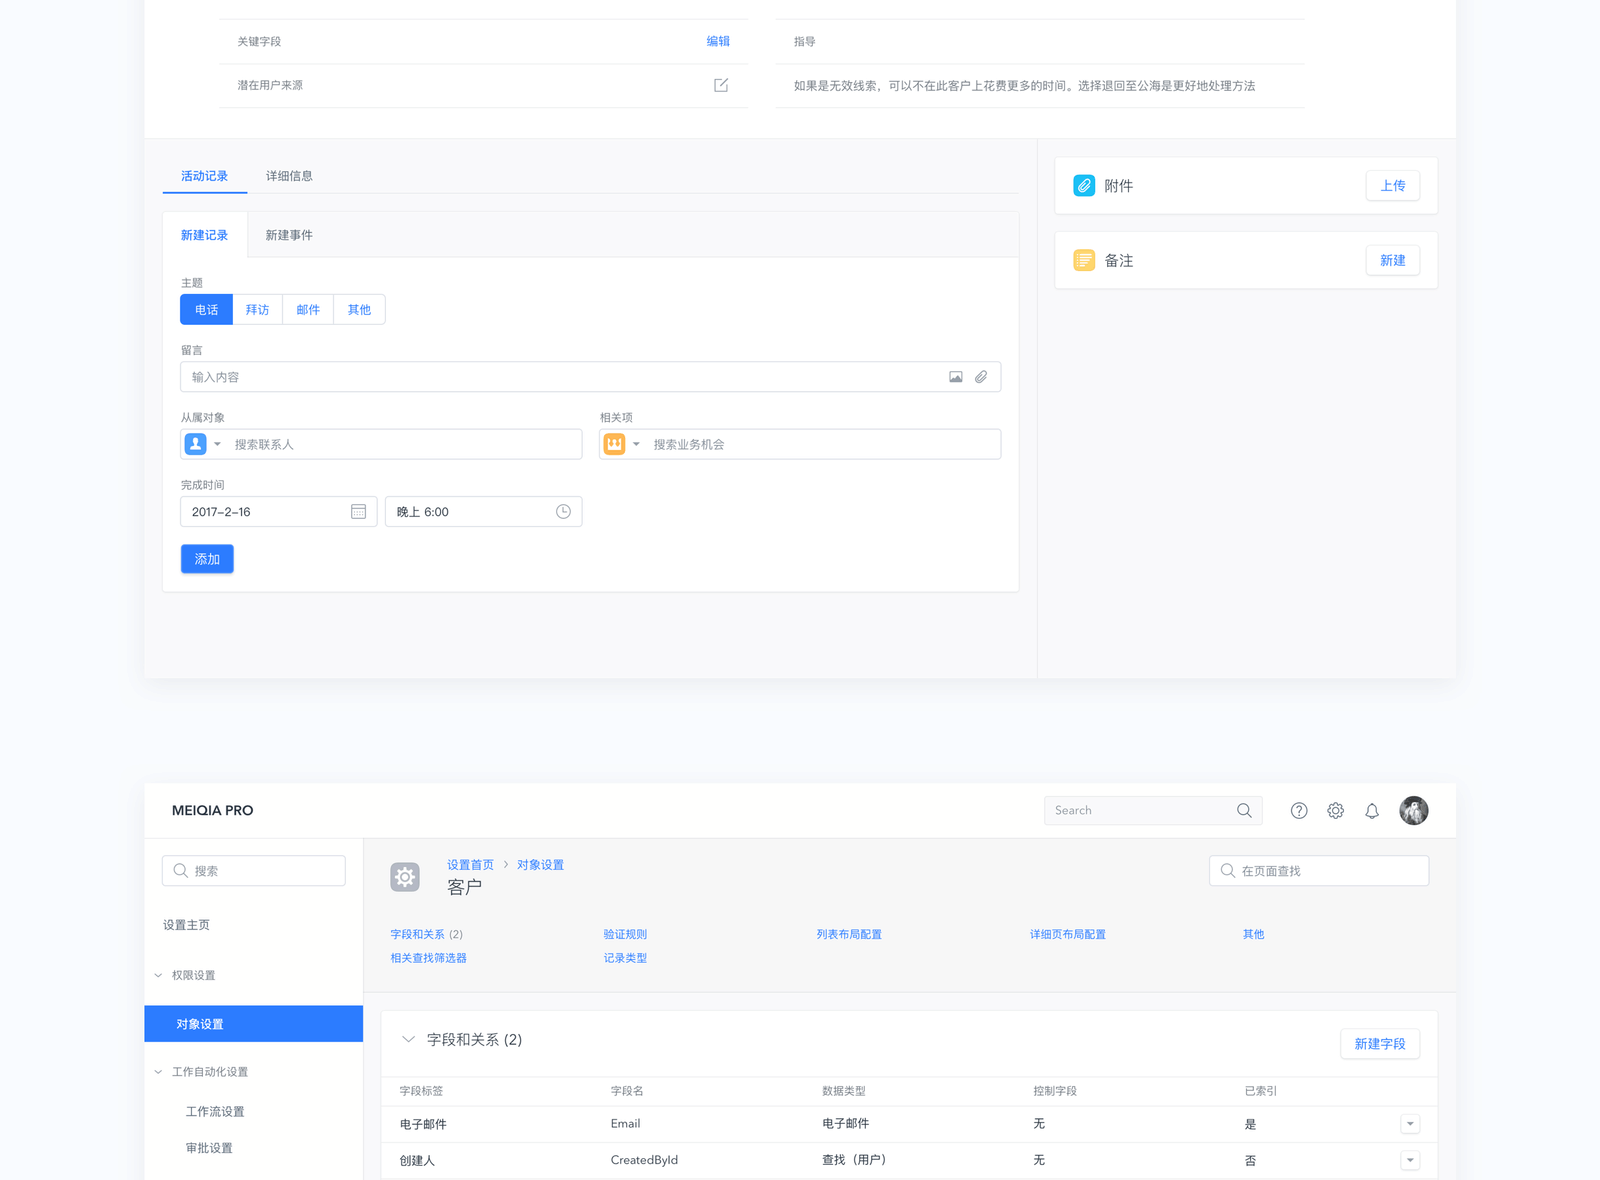 关键字段 编辑 指导
潜在用户来源 如果是无效线索，可以不在此客户上花费更多的时间。选择退回至公海是更好地处理方法
活动记录 详细信息
新建记录 新建事件
主题
电话 拜访 邮件 其他
留言
输入内容
从属对象 相关项
搜索联系人 搜索业务机会
完成时间
2017-2-16 晚上 6:00
添加
附件 上传
备注 新建
MEIQIA PRO Search
搜索
设置主页
权限设置
对象设置
工作自动化设置
工作流设置
审批设置
设置首页 > 对象设置
客户
在页面查找
字段和关系 (2) 验证规则 列表布局配置 详细页布局配置 其他
相关查找筛选器 记录类型
字段和关系 (2) 新建字段
字段标签 字段名 数据类型 控制字段 已索引
电子邮件 Email 电子邮件 无 是
创建人 CreatedById 查找（用户） 无 否